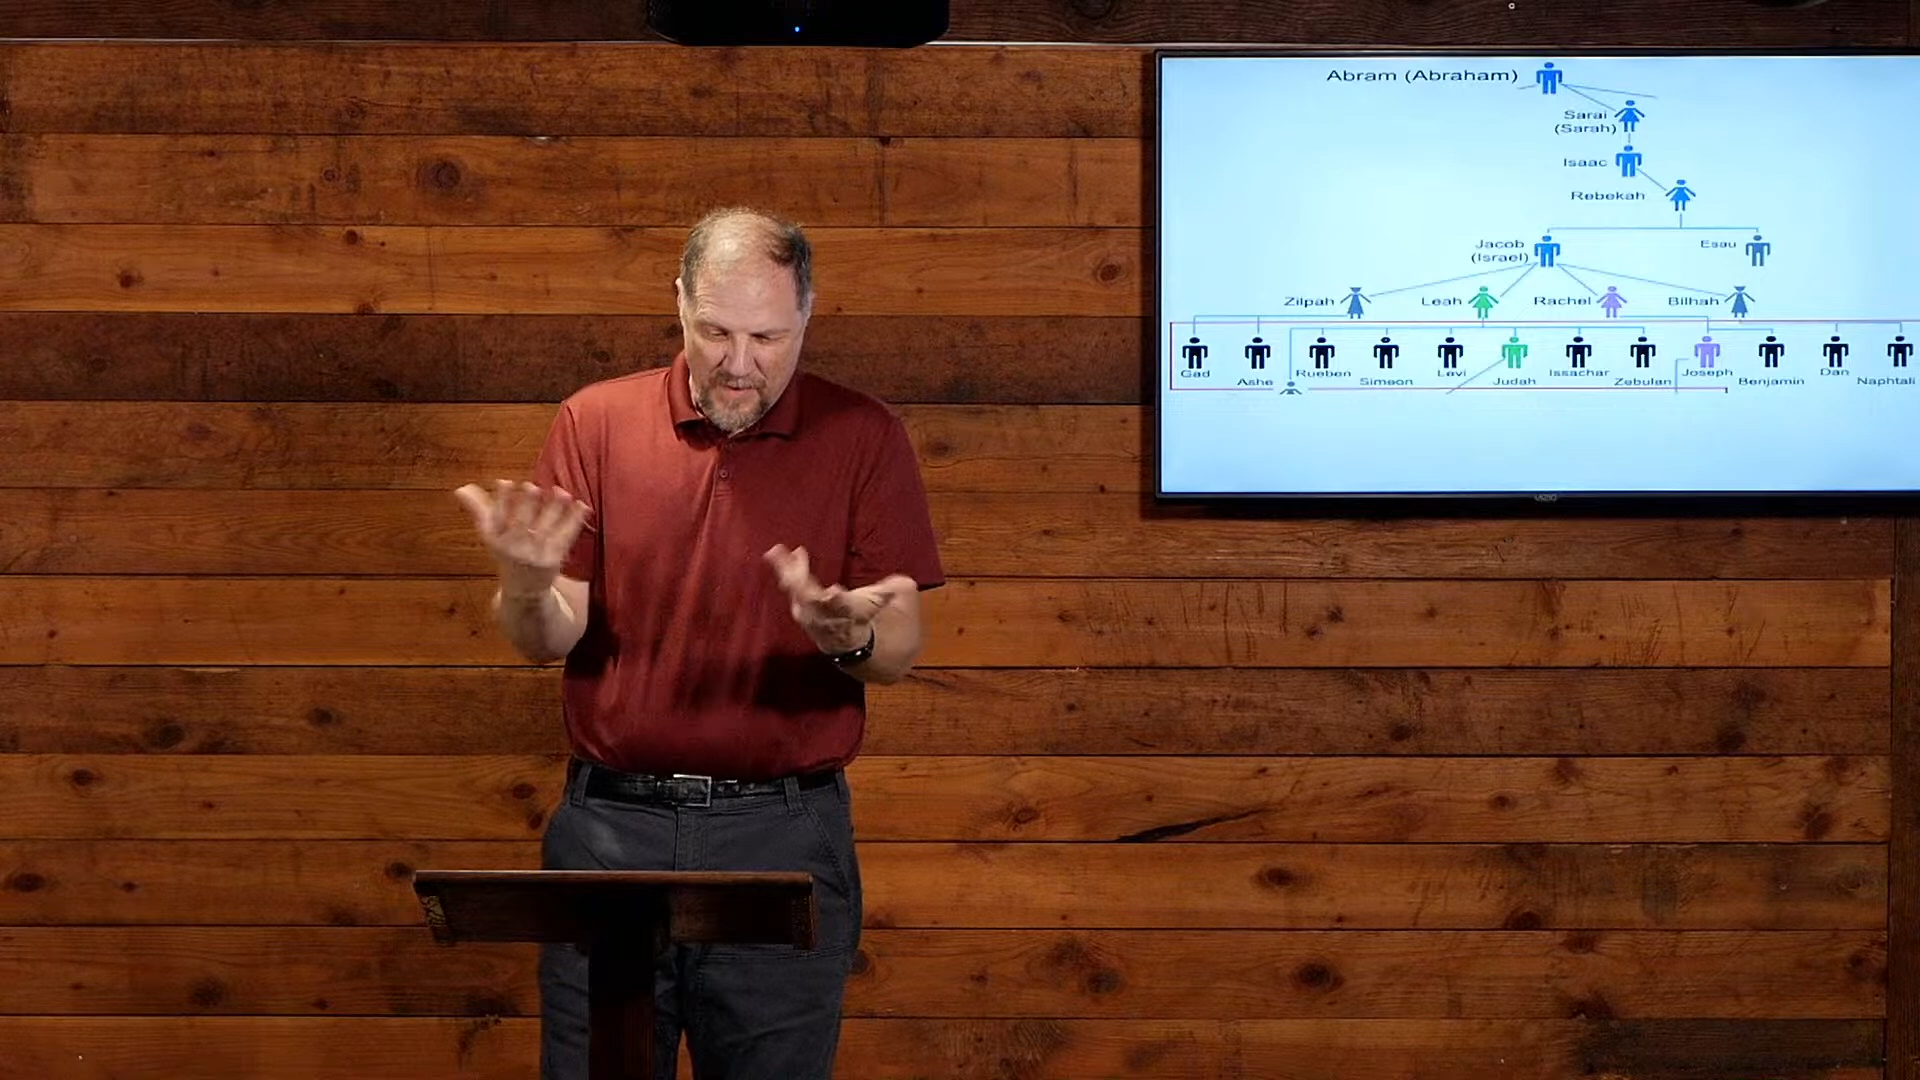 Abram (Abraham)
Sarai
(Sarah)
Isaac
Rebekah
Jacob
(Israel)
Esau
Zilpah
Leah
Rachel
Bilhah
Gad
Ashe
Rueben
Simeon
Levi
Judah
Issachar
Zebulan
Joseph
Benjamin
Dan
Naphtali
VIZIO